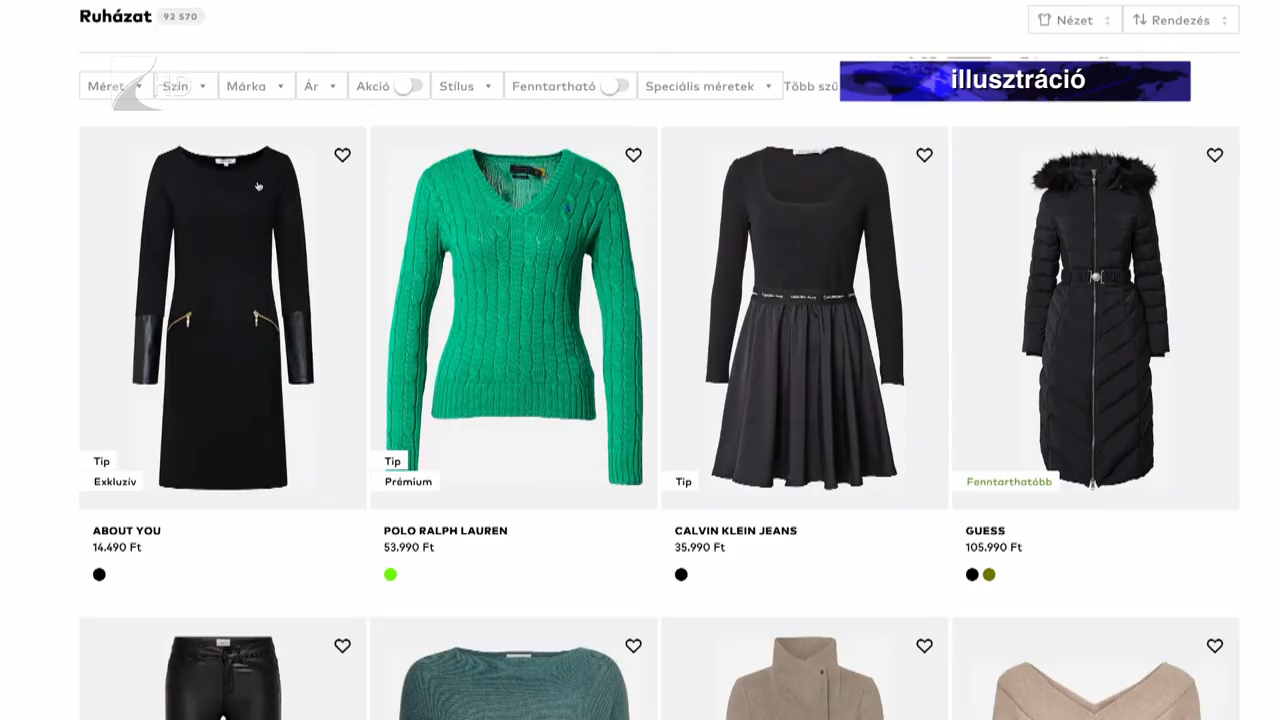 Ruházat 92 570
Nézet
Rendezés
Méret
Szín
Márka
Ár
Akció
Stílus
Fenntartható
Speciális méretek
Több szű
HD
illusztráció
Tip
Exkluzív
Tip
Prémium
Tip
Fenntarthatóbb
ABOUT YOU
14.490 Ft
POLO RALPH LAUREN
53.990 Ft
CALVIN KLEIN JEANS
35.990 Ft
GUESS
105.990 Ft